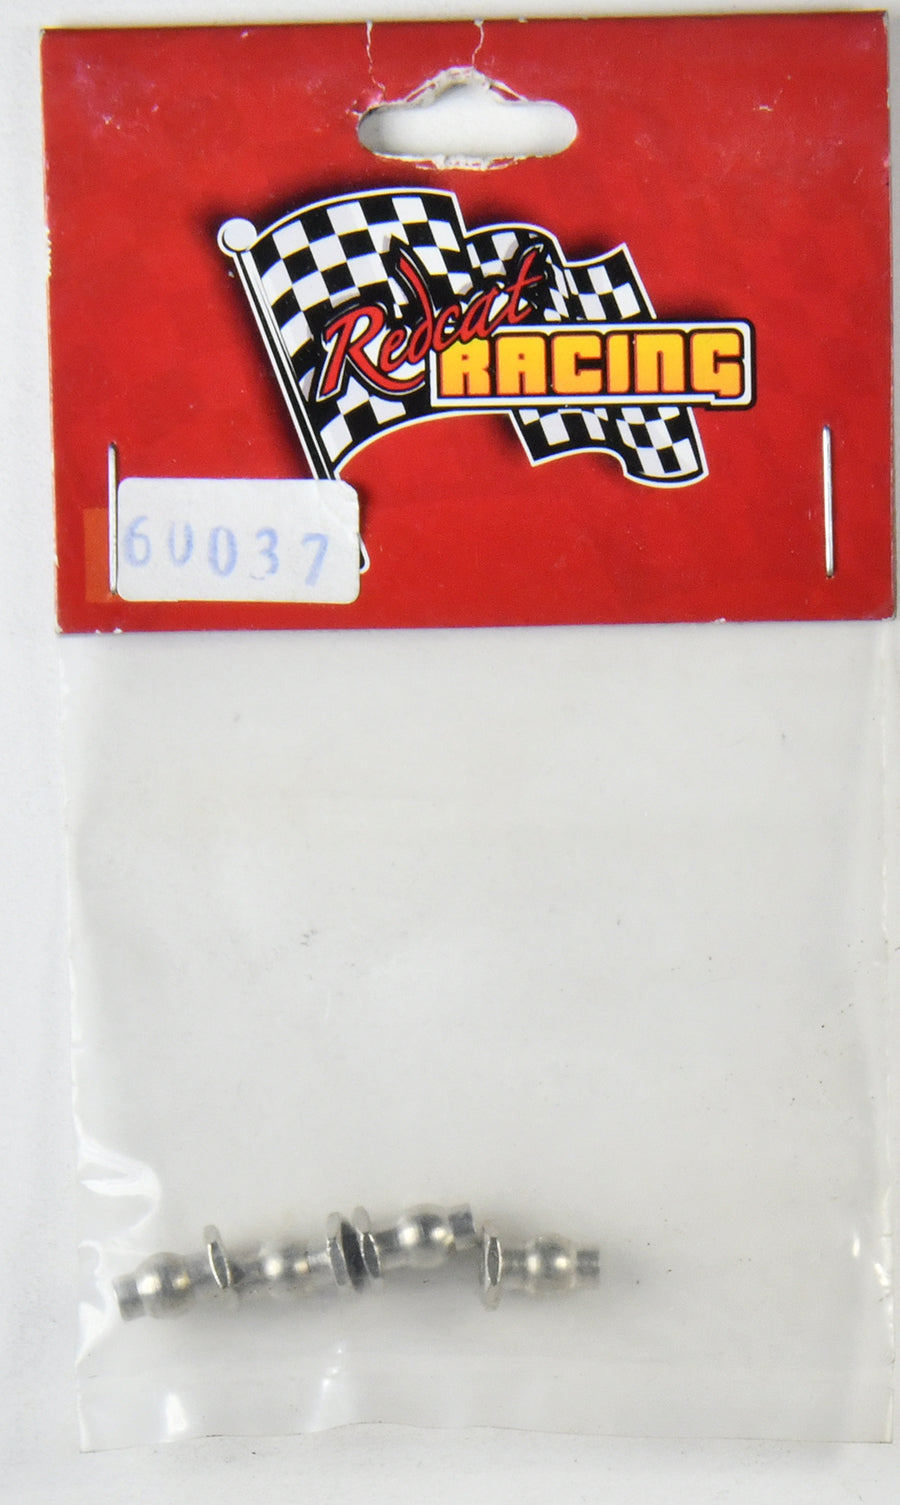 Redcat
RACING
60037